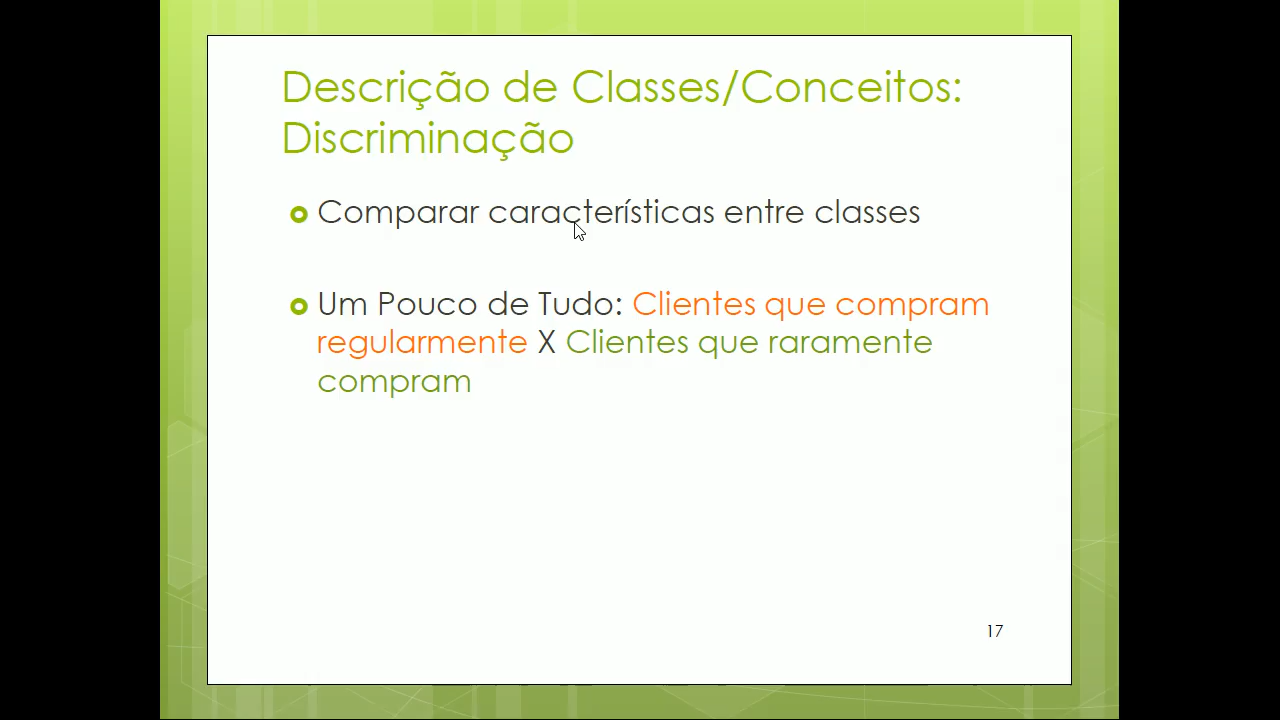 Descrição de Classes/Conceitos:
Discriminação
Comparar características entre classes
Um Pouco de Tudo: Clientes que compram
regularmente X Clientes que raramente
compram
17